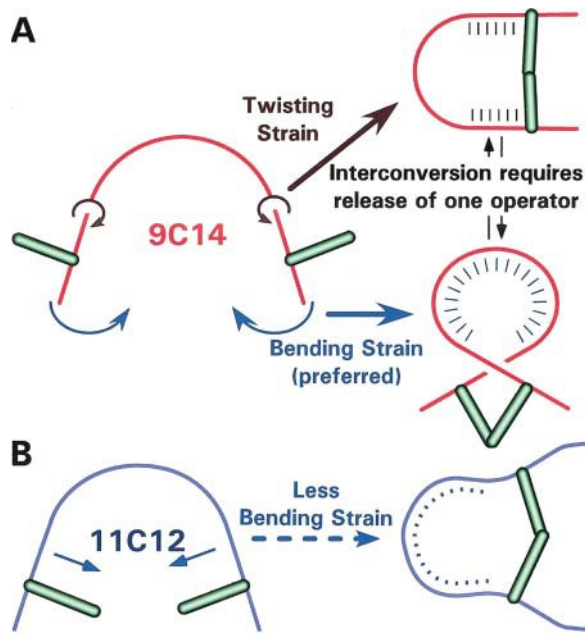 A
Twisting
Strain
9C14
Interconversion requires
release of one operator
Bending Strain
(preferred)
B
11C12
Less
Bending Strain